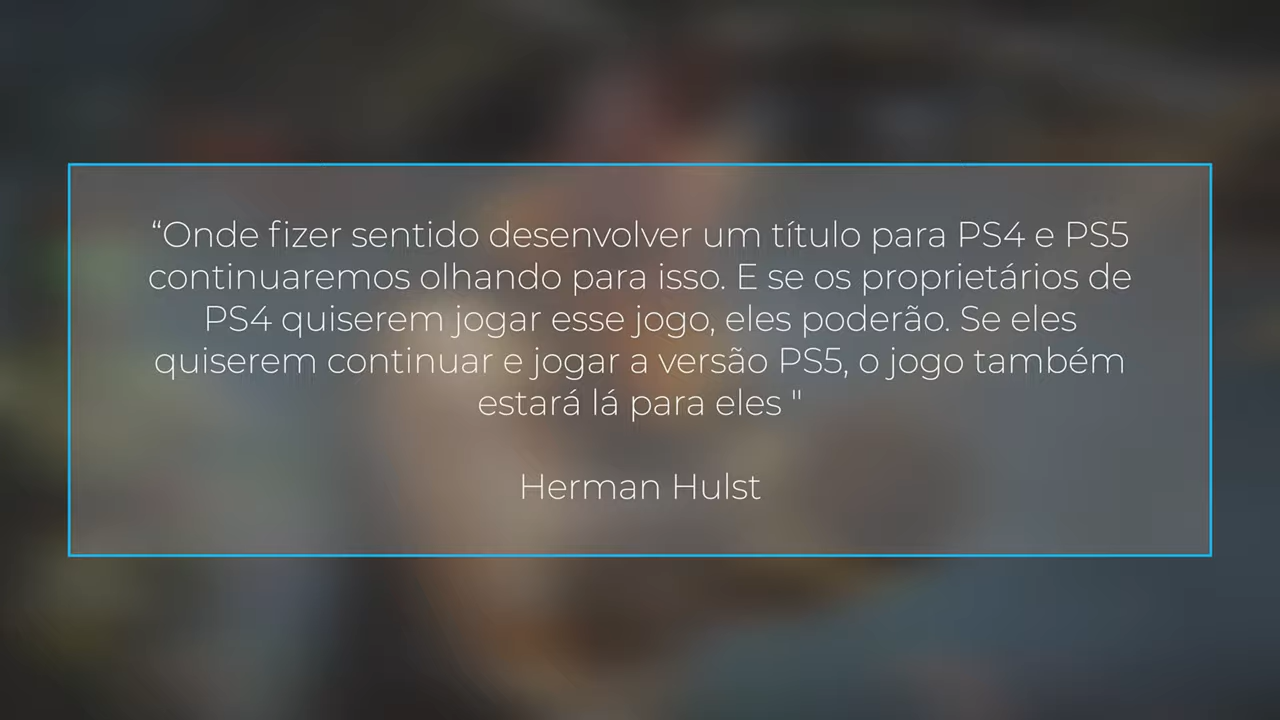 “Onde fizer sentido desenvolver um título para PS4 e PS5
continuaremos olhando para isso. E se os proprietários de
PS4 quiserem jogar esse jogo, eles poderão. Se eles
quiserem continuar e jogar a versão PS5, o jogo também
estará lá para eles "
Herman Hulst